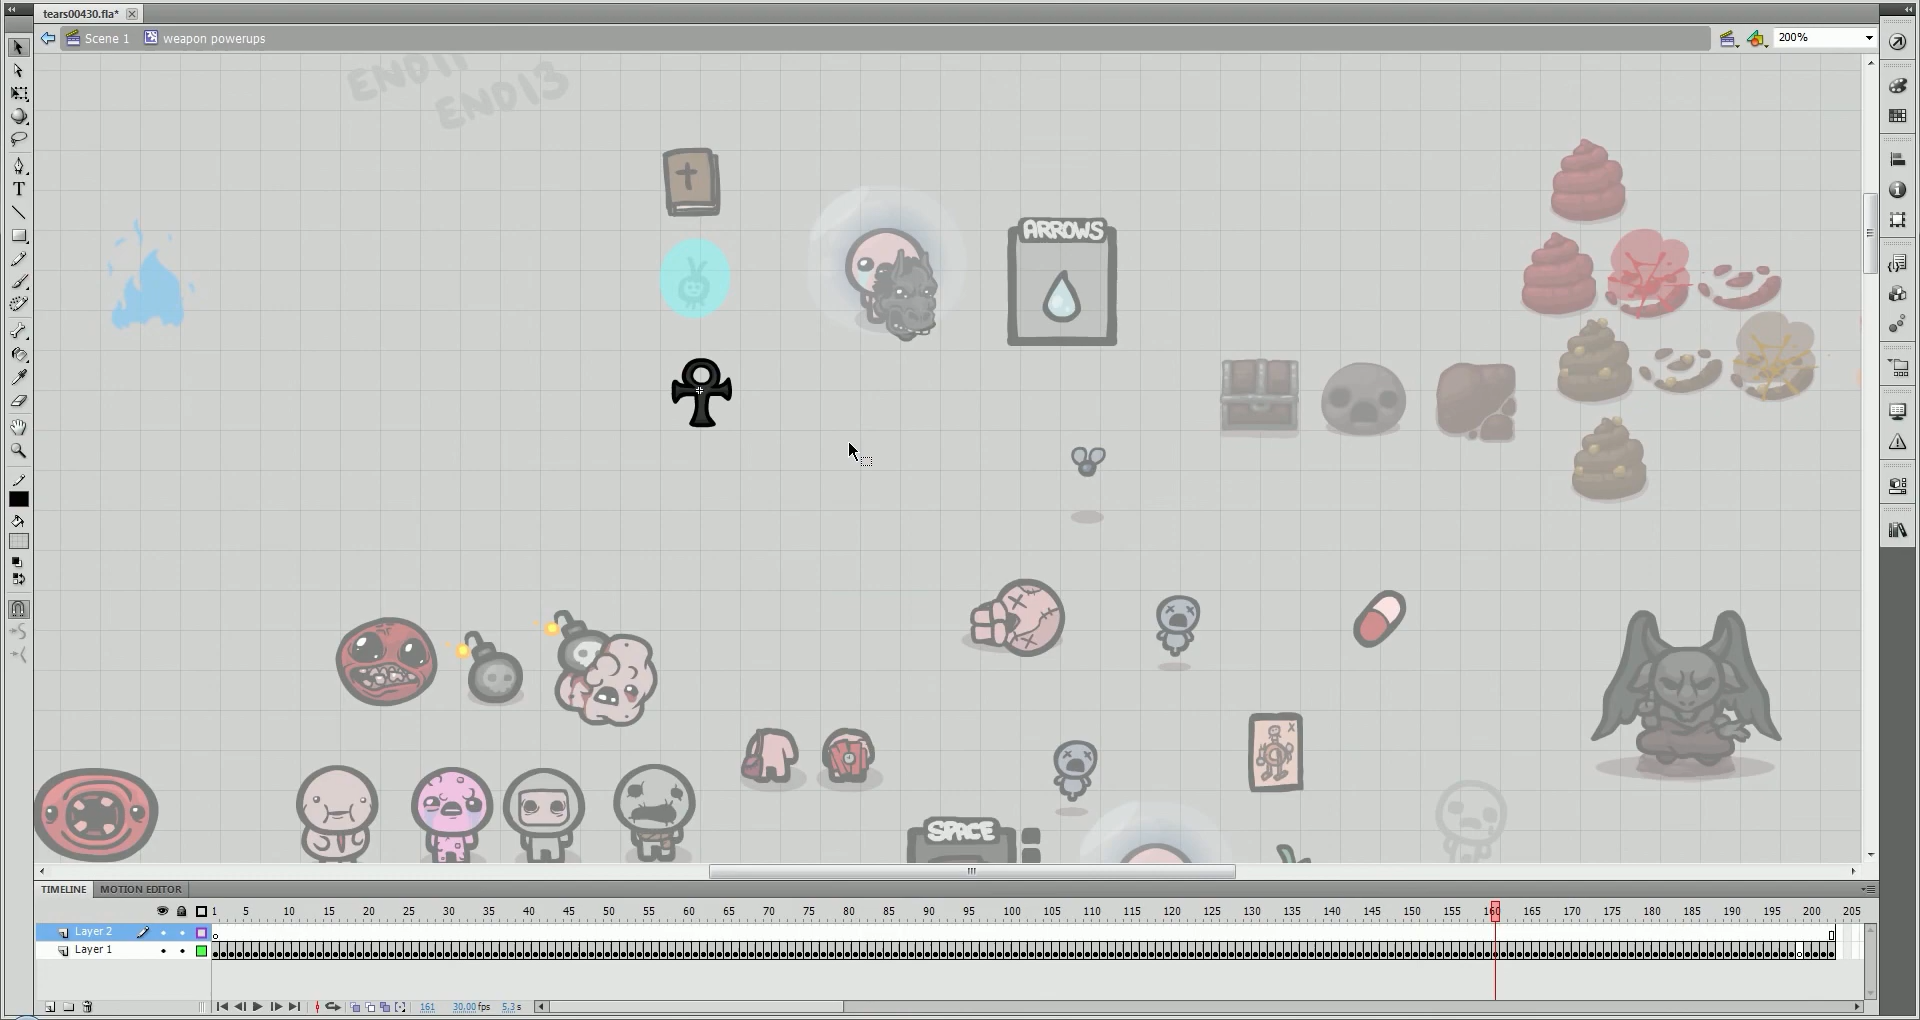 tears00430.fla*
Scene 1 weapon powerups
200%
END11
END13
ARROWS
SPACE
TIMELINE MOTION EDITOR
1 5 10 15 20 25 30 35 40 45 50 55 60 65 70 75 80 85 90 95 100 105 110 115 120 125 130 135 140 145 150 155 160 165 170 175 180 185 190 195 200 205
Layer 2
Layer 1
161 30.00 fps 5.3 s